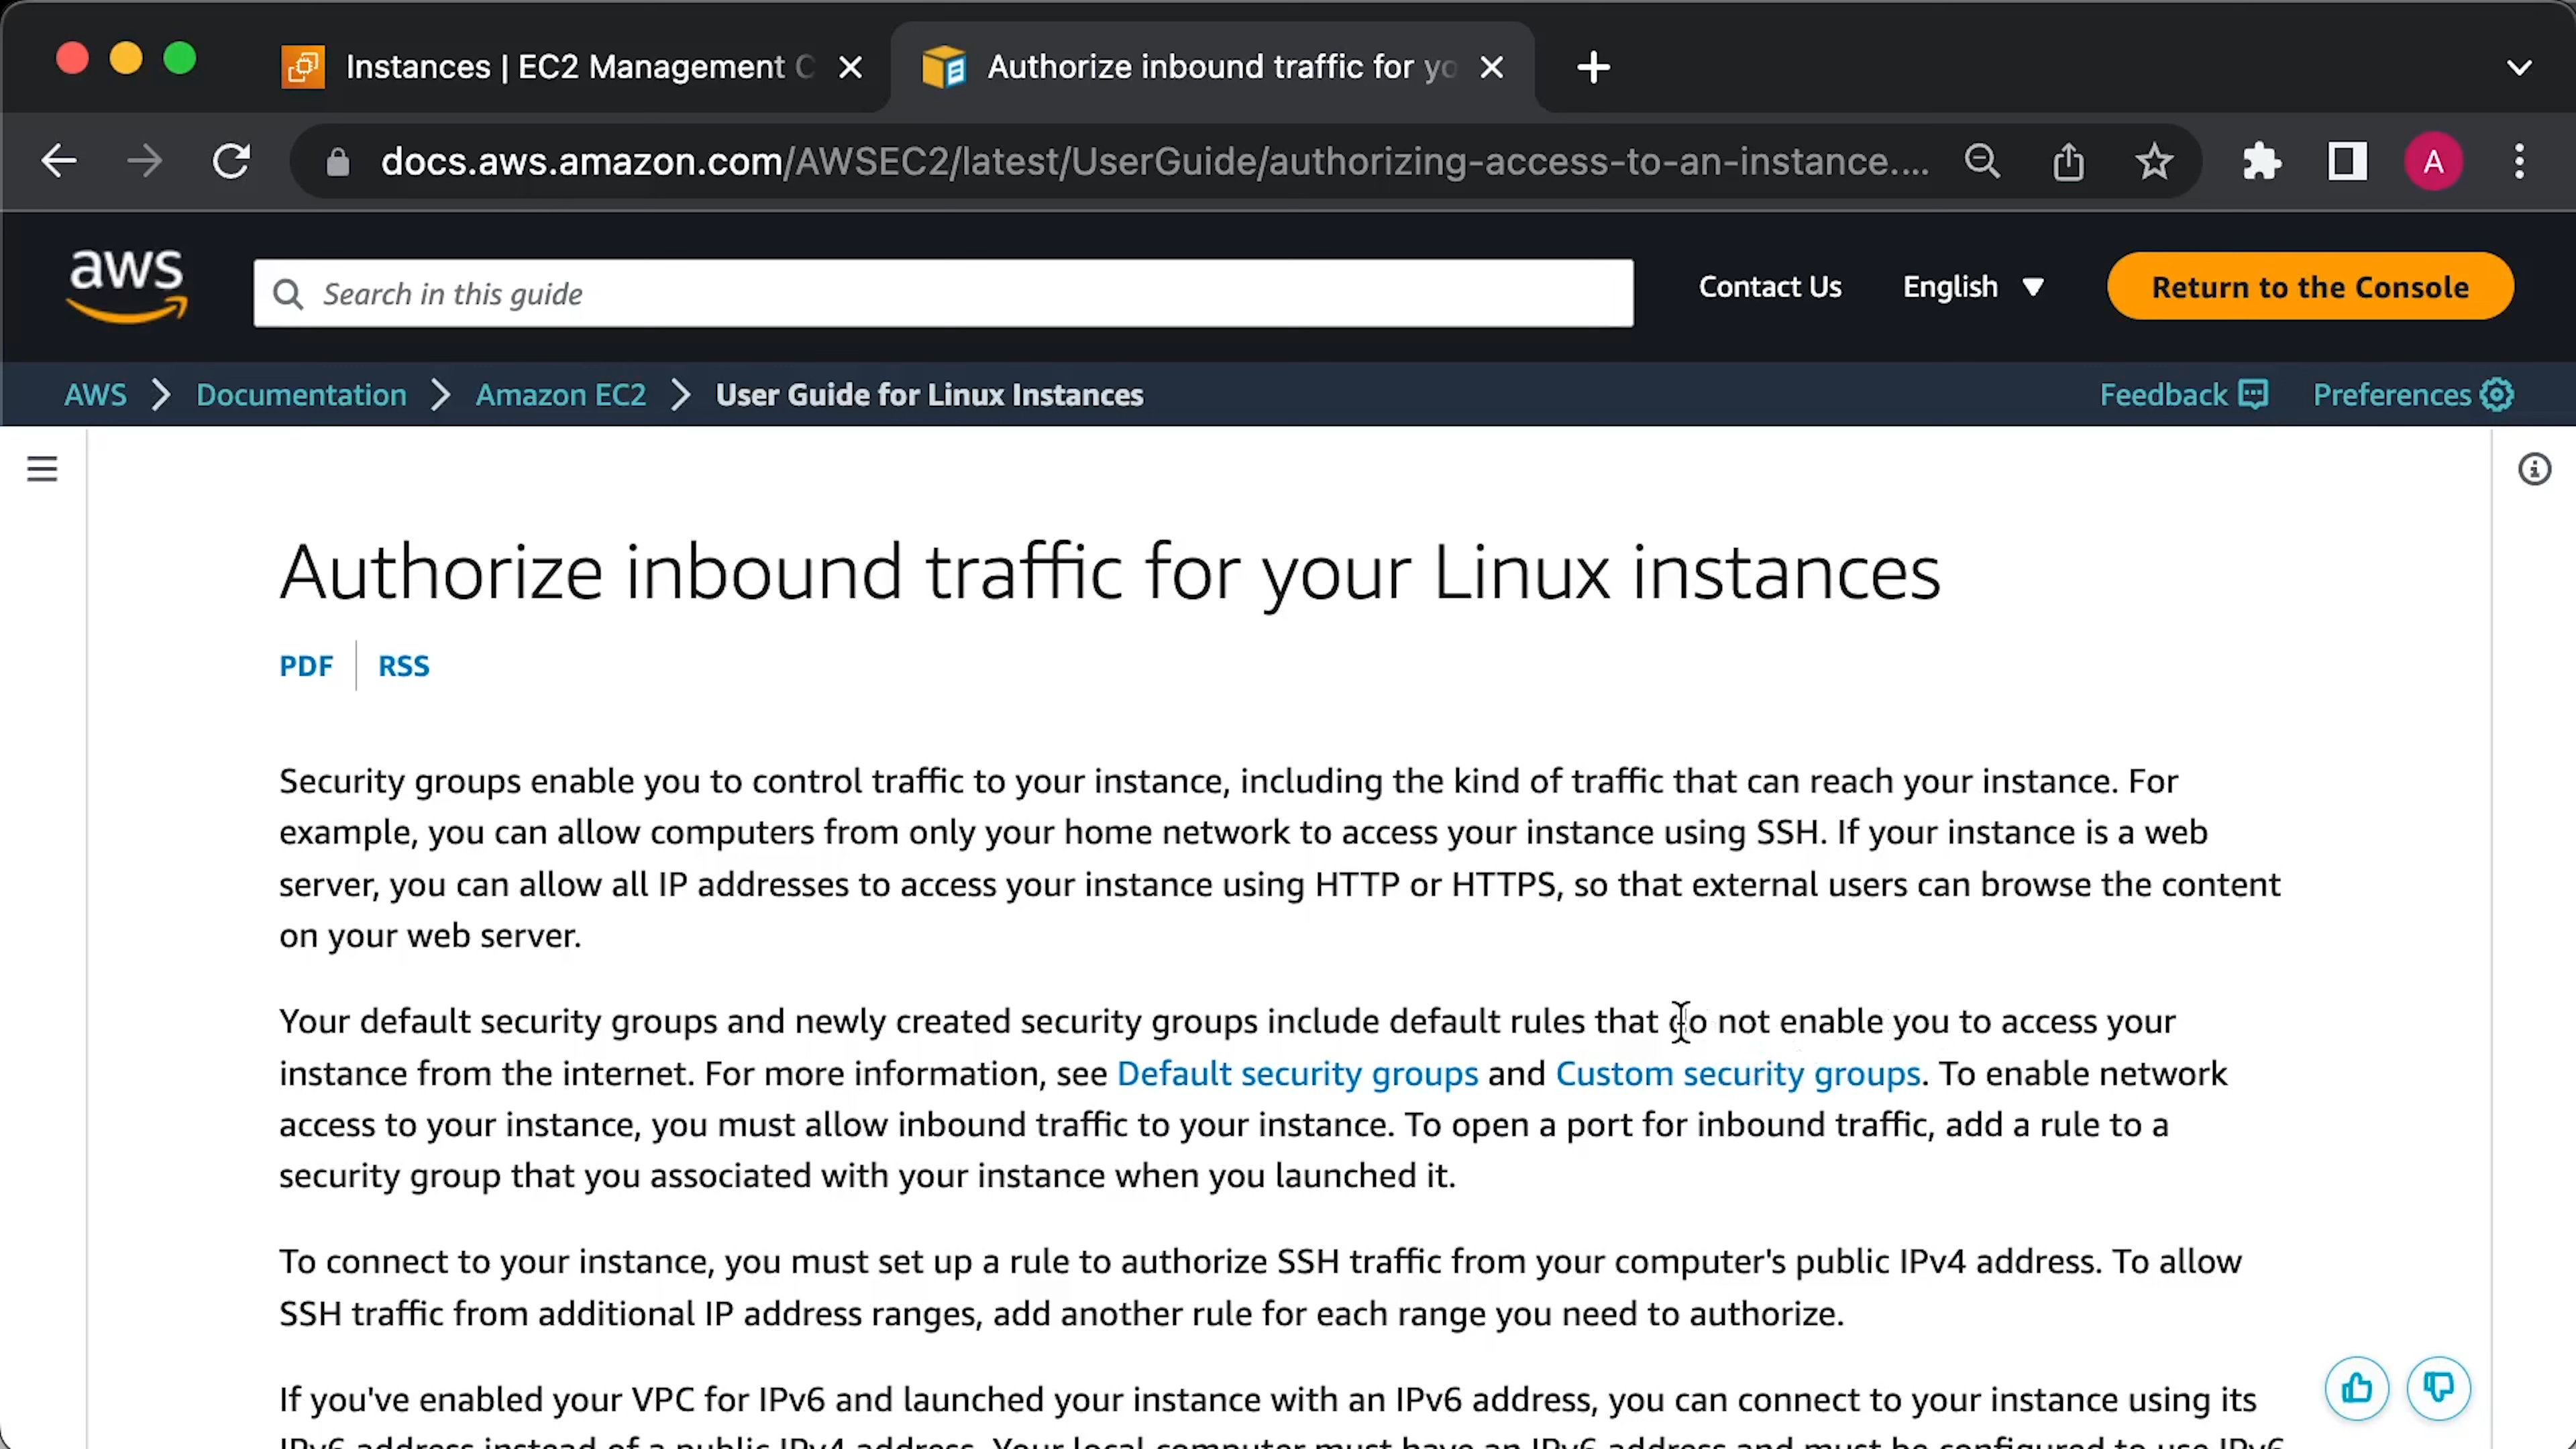 Instances | EC2 Management C
Authorize inbound traffic for yo
docs.aws.amazon.com/AWSEC2/latest/UserGuide/authorizing-access-to-an-instance....
A
aws
Search in this guide
Contact Us
English
Return to the Console
AWS
Documentation
Amazon EC2
User Guide for Linux Instances
Feedback
Preferences
Authorize inbound traffic for your Linux instances
PDF
RSS
Security groups enable you to control traffic to your instance, including the kind of traffic that can reach your instance. For
example, you can allow computers from only your home network to access your instance using SSH. If your instance is a web
server, you can allow all IP addresses to access your instance using HTTP or HTTPS, so that external users can browse the content
on your web server.
Your default security groups and newly created security groups include default rules that do not enable you to access your
instance from the internet. For more information, see Default security groups and Custom security groups. To enable network
access to your instance, you must allow inbound traffic to your instance. To open a port for inbound traffic, add a rule to a
security group that you associated with your instance when you launched it.
To connect to your instance, you must set up a rule to authorize SSH traffic from your computer's public IPv4 address. To allow
SSH traffic from additional IP address ranges, add another rule for each range you need to authorize.
If you've enabled your VPC for IPv6 and launched your instance with an IPv6 address, you can connect to your instance using its
IPv6 address instead of a public IPv4 address. Your local computer must have an IPv6 address and must be configured to use IPv6